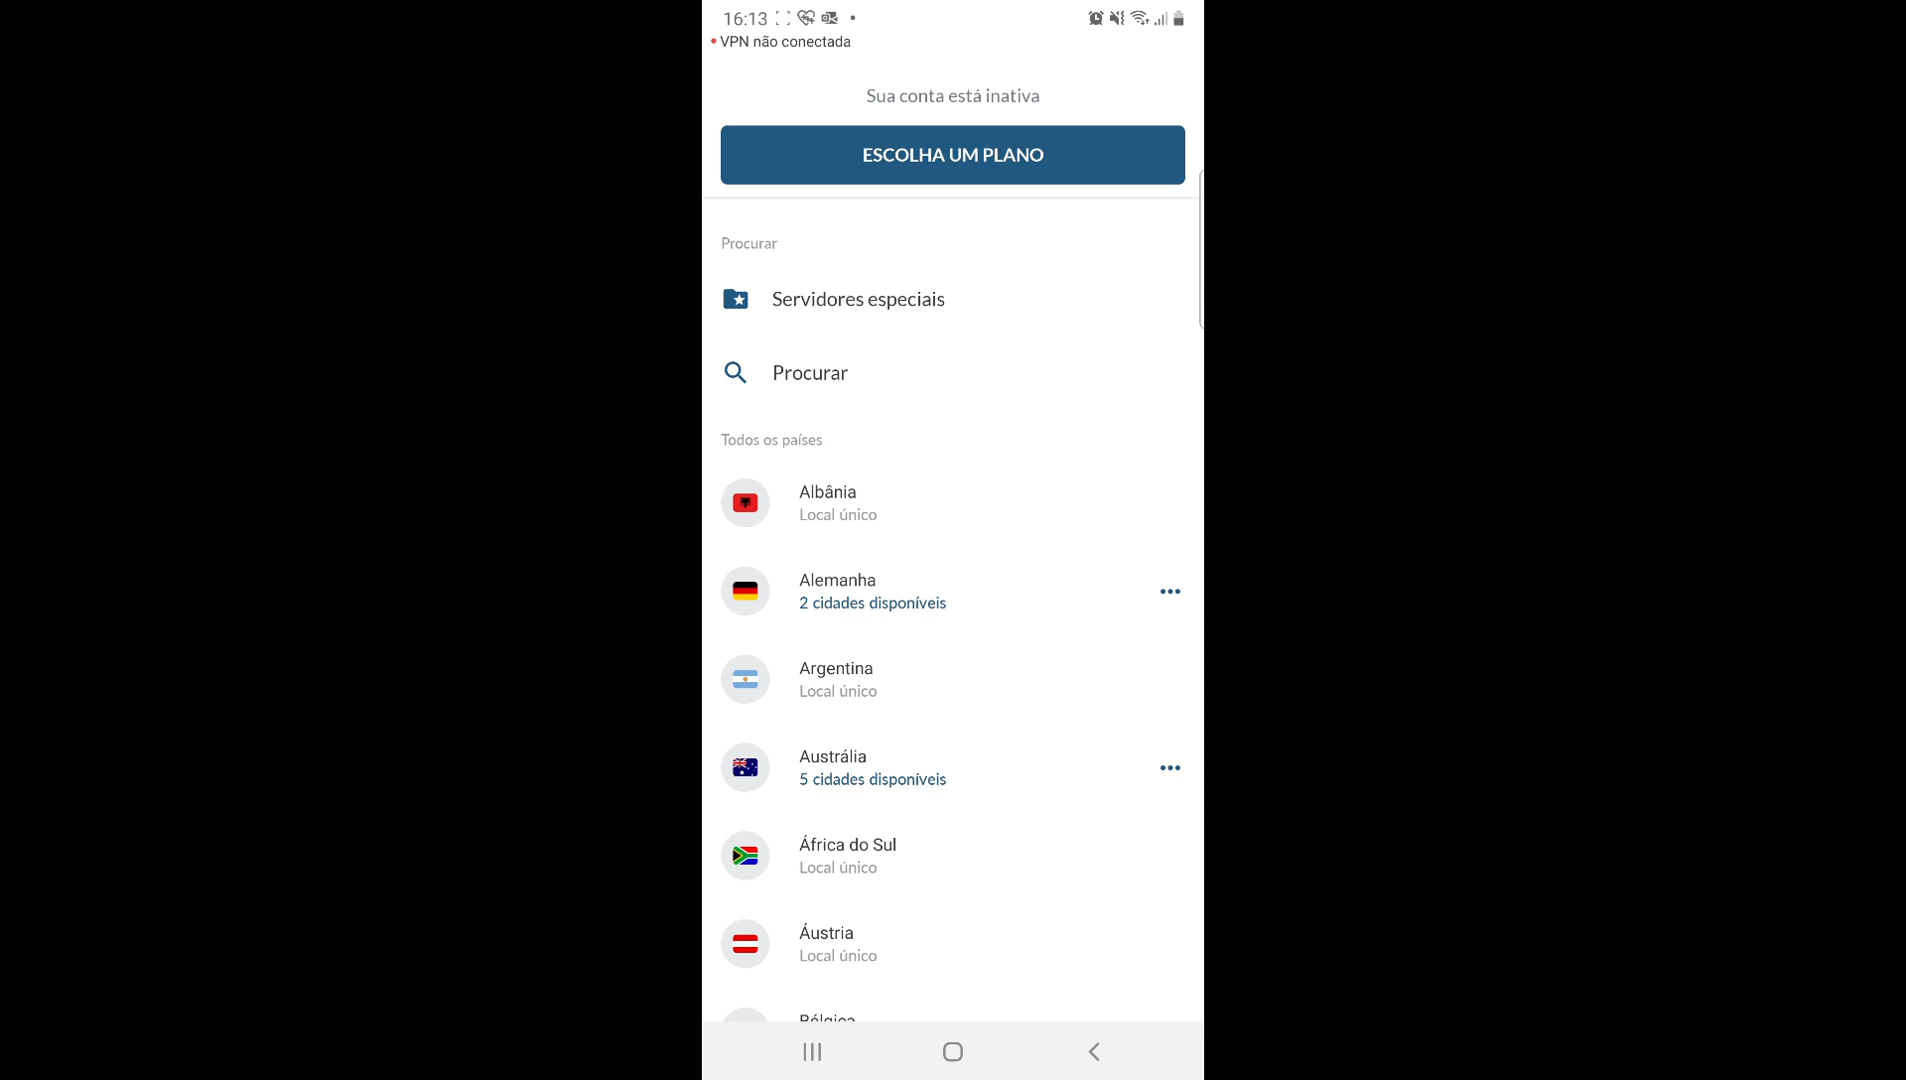 16:13
VPN não conectada
Sua conta está inativa
ESCOLHA UM PLANO
Procurar
Servidores especiais
Procurar
Todos os países
Albânia
Local único
Alemanha
2 cidades disponíveis
Argentina
Local único
Austrália
5 cidades disponíveis
África do Sul
Local único
Áustria
Local único
Bélgica